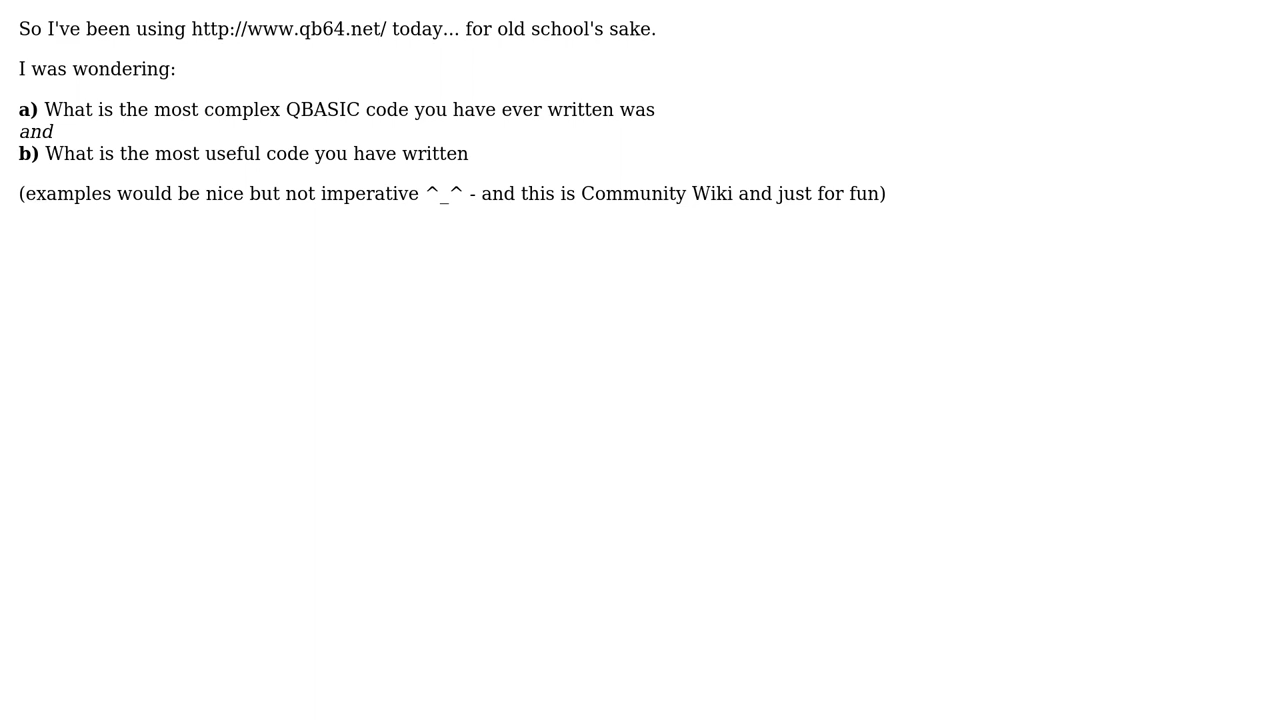 So I've been using http://www.qb64.net/ today... for old school's sake.
I was wondering:
a) What is the most complex QBASIC code you have ever written was
and
b) What is the most useful code you have written
(examples would be nice but not imperative ^_^ - and this is Community Wiki and just for fun)